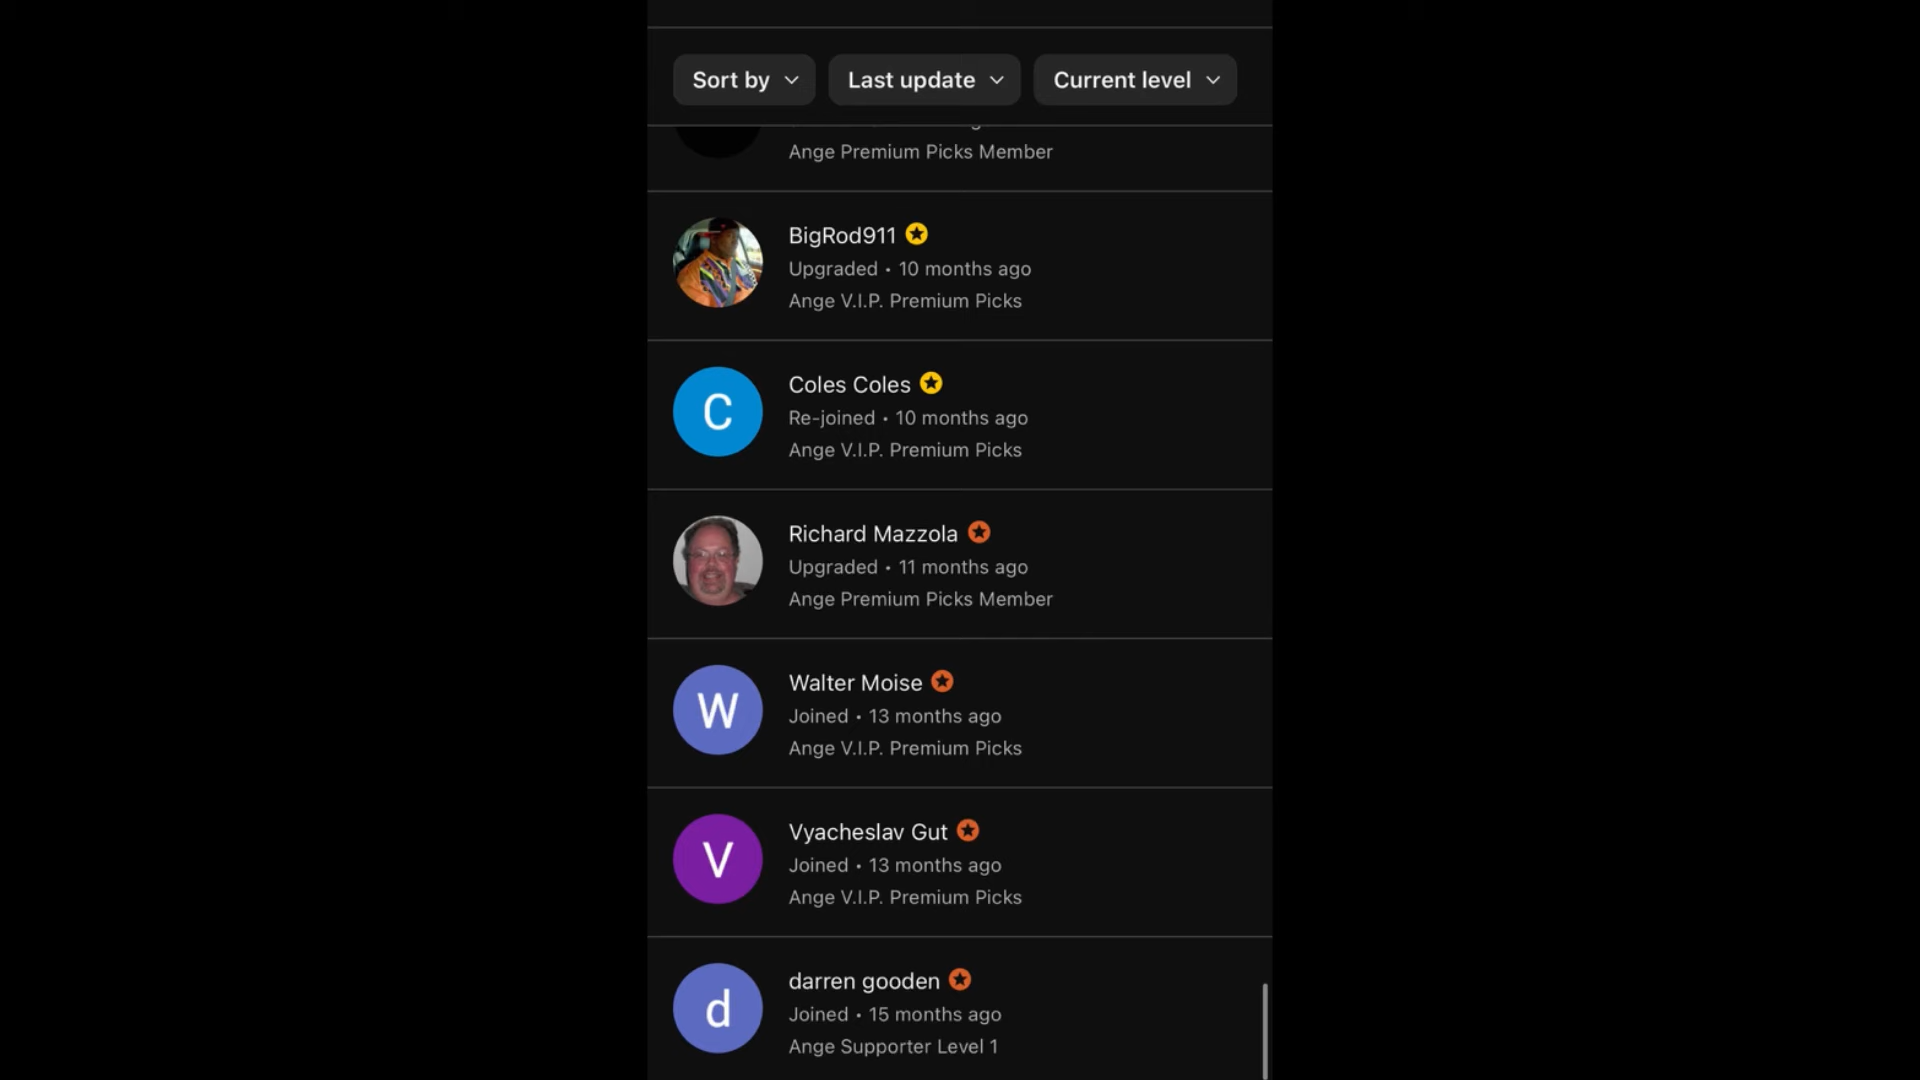 Sort by Last update Current level
Ange Premium Picks Member
BigRod911
Upgraded • 10 months ago
Ange V.I.P. Premium Picks
C
Coles Coles
Re-joined • 10 months ago
Ange V.I.P. Premium Picks
Richard Mazzola
Upgraded • 11 months ago
Ange Premium Picks Member
W
Walter Moise
Joined • 13 months ago
Ange V.I.P. Premium Picks
V
Vyacheslav Gut
Joined • 13 months ago
Ange V.I.P. Premium Picks
d
darren gooden
Joined • 15 months ago
Ange Supporter Level 1